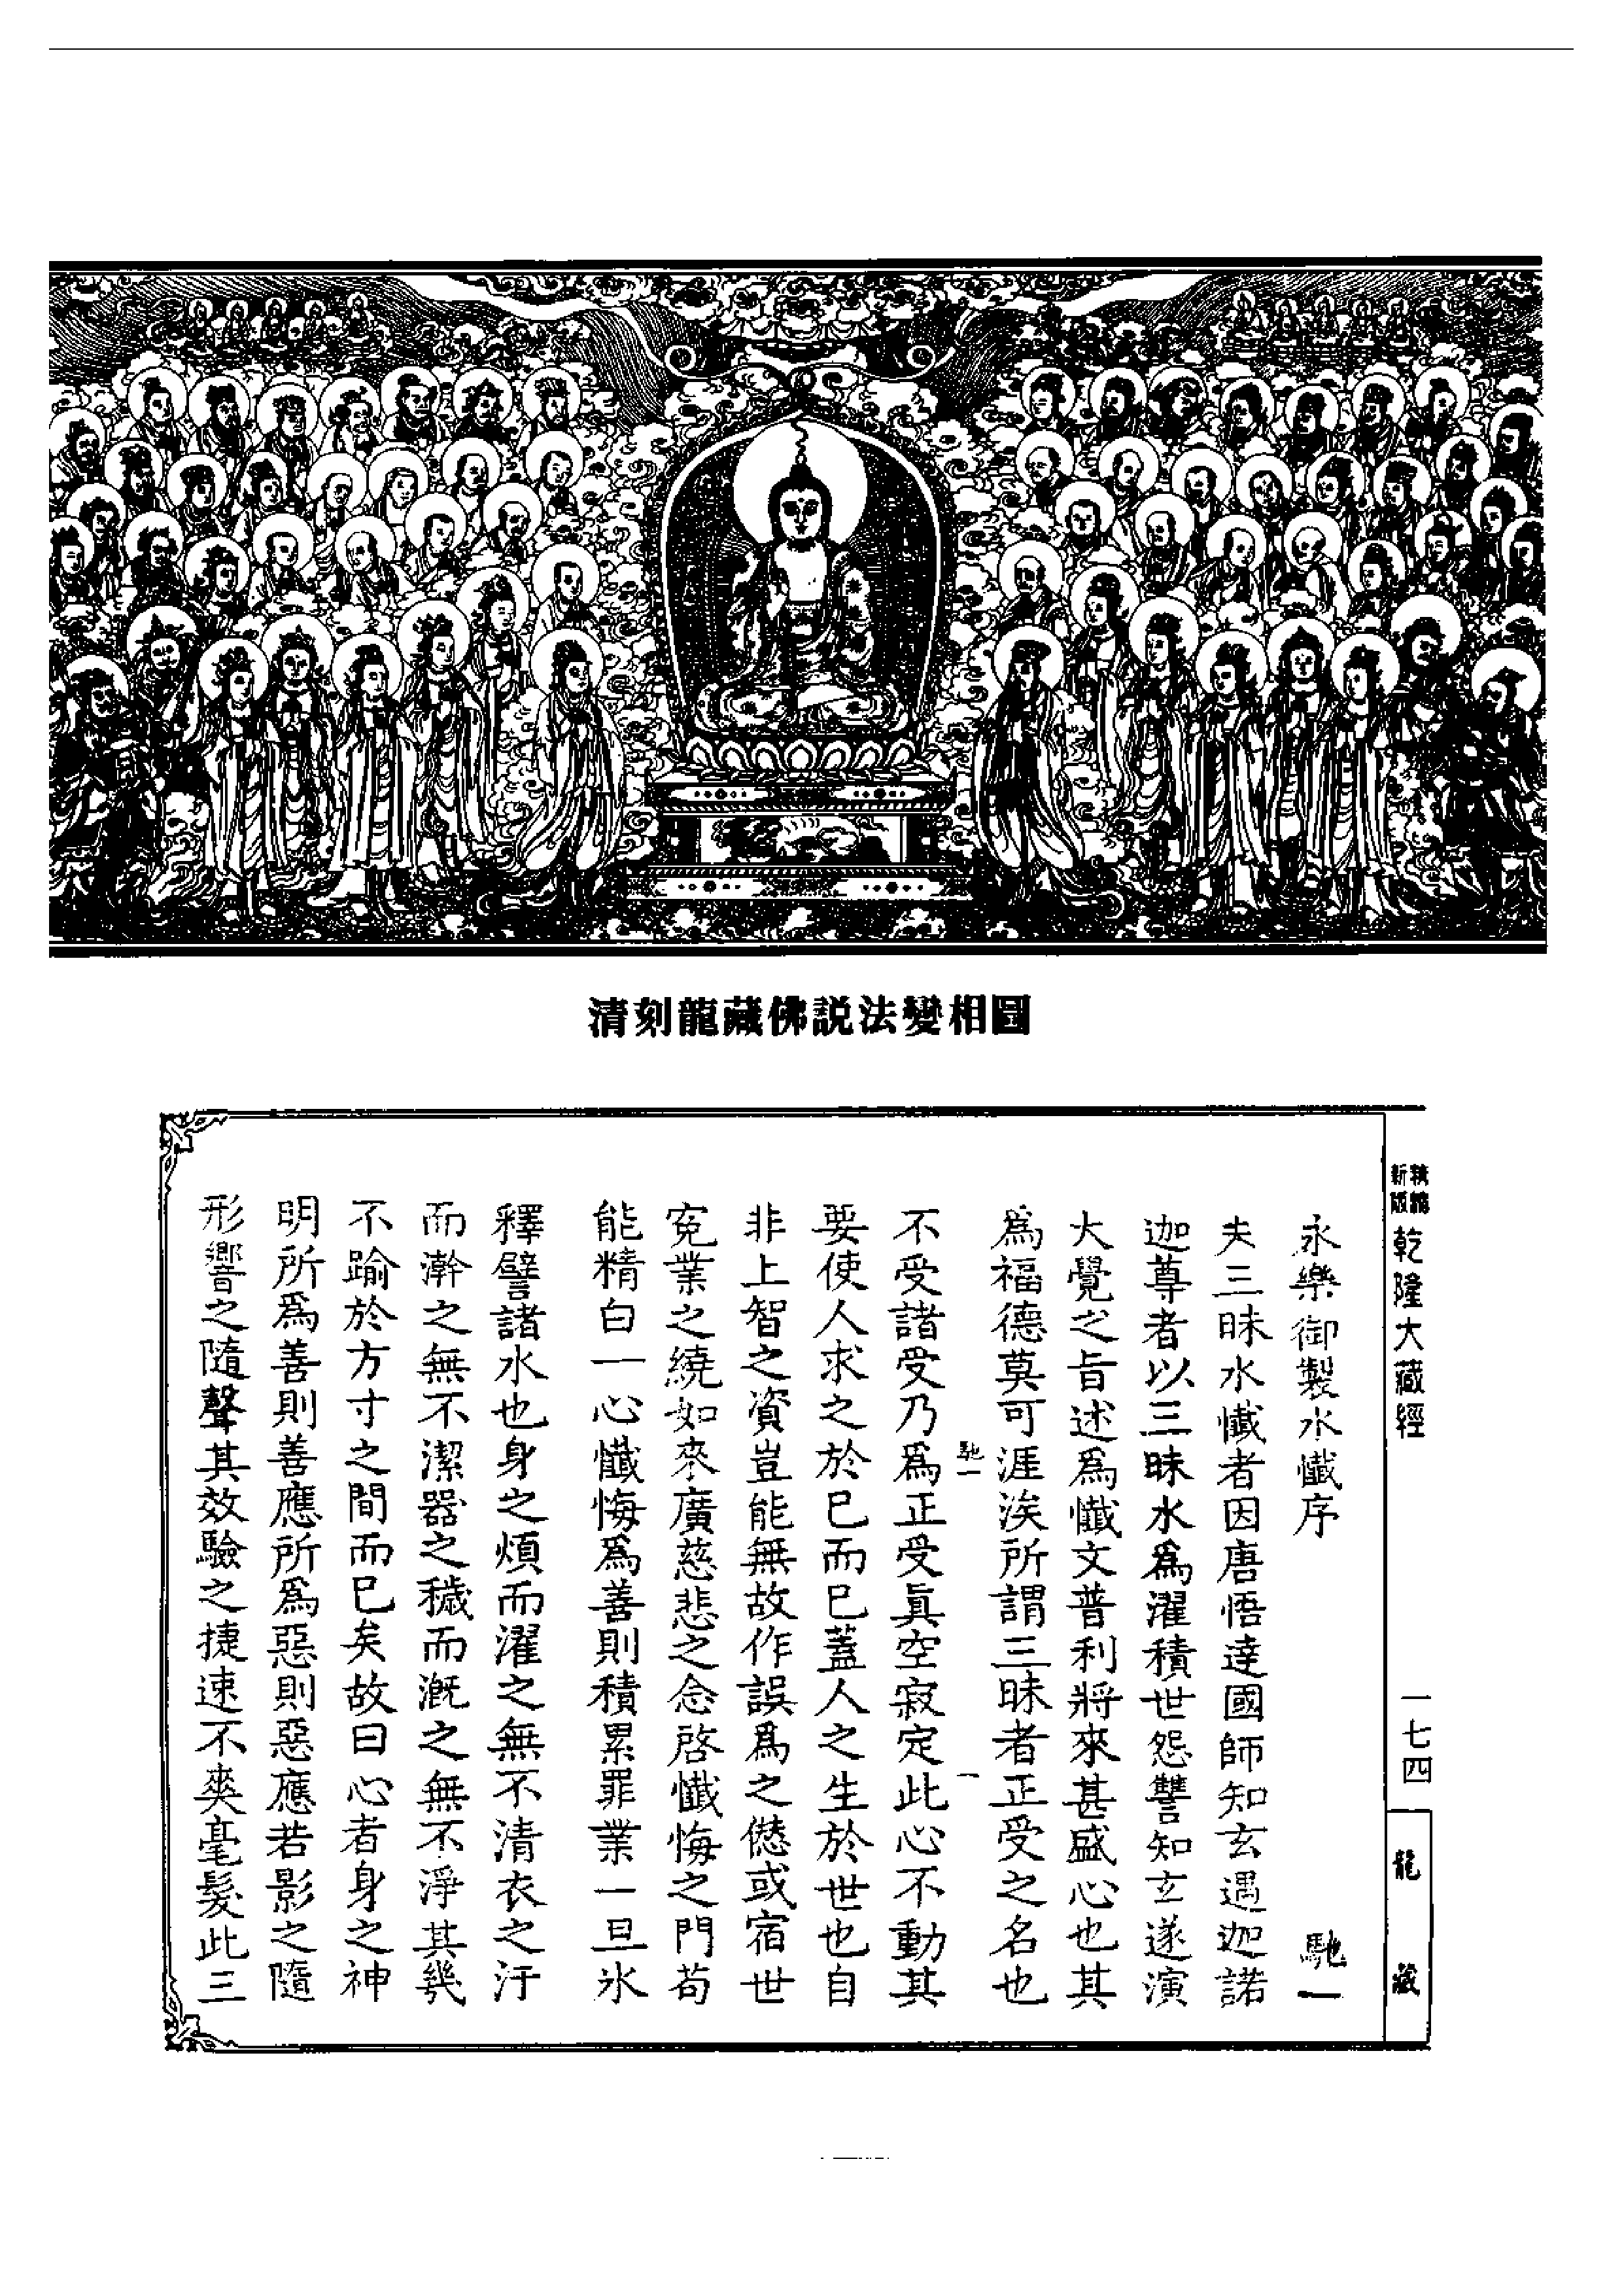 清刻龍藏佛説法變相圖
新版
乾隆大藏經
一七四
龍藏
永樂御製水懺序
馳一
夫三昧水懺者因唐悟達國師知玄遇迦諾
迦尊者以三昧水爲濯積世怨讐知玄遂演
大覺之旨述爲懺文普利將來甚盛心也其
爲福德莫可涯涘所謂三昧者正受之名也
馳一
一
不受諸受乃爲正受眞空寂定此心不動其
要使人求之於已而已蓋人之生於世也自
非上智之資豈能無故作誤爲之愆或宿世
寃業之繞如來廣慈悲之念啓懺悔之門苟
能精白一心懺悔爲善則積累罪業一旦氷
釋譬諸水也身之煩而濯之無不清衣之汙
而澣之無不潔器之穢而漑之無不淨其幾
不踰於方寸之間而已矣故曰心者身之神
明所爲善則善應所爲惡則惡應若影之隨
形響之隨聲其效驗之捷速不爽毫髮此三